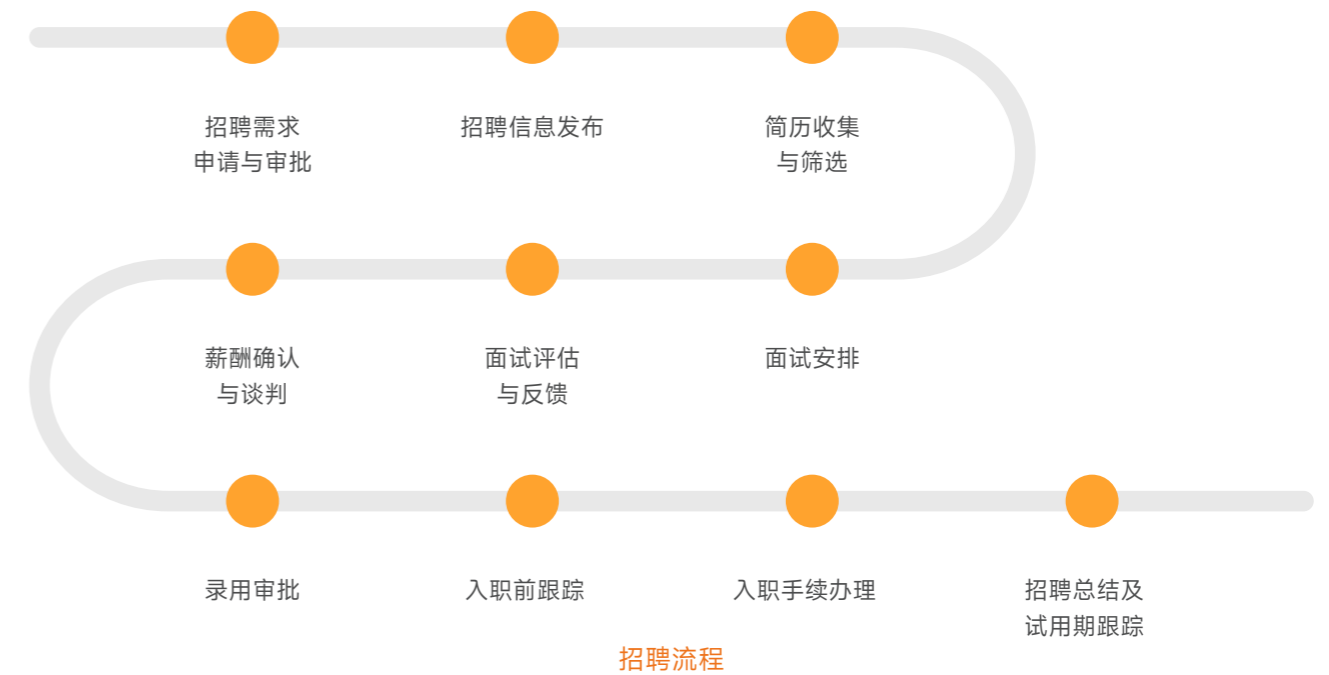 招聘需求
申请与审批
招聘信息发布
简历收集
与筛选
薪酬确认
与谈判
面试评估
与反馈
面试安排
录用审批
入职前跟踪
入职手续办理
招聘总结及
试用期跟踪
招聘流程